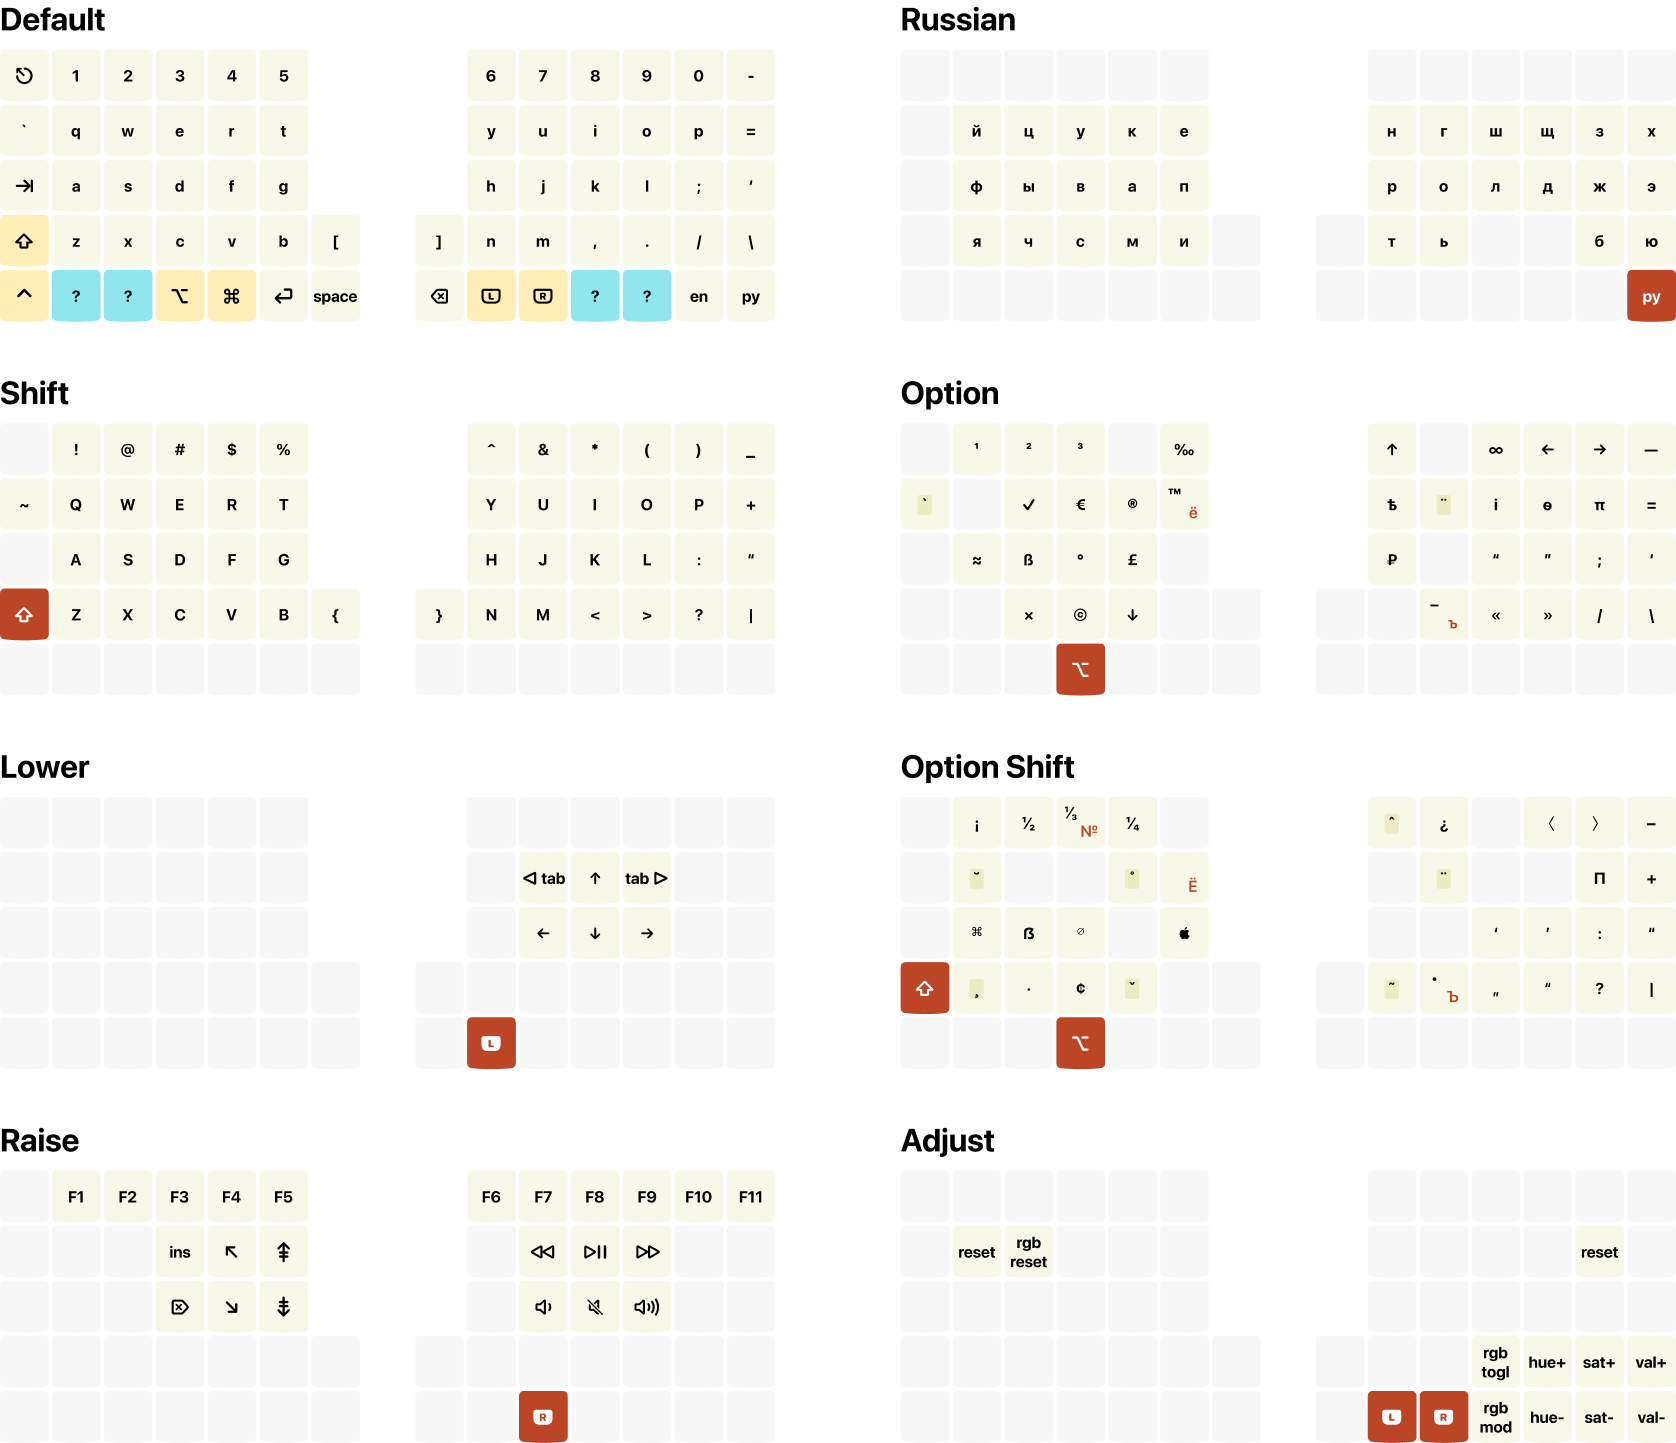 Default
1 2 3 4 5 6 7 8 9 0 -
` q w e r t y u i o p =
a s d f g h j k l ; ‘
z x c v b [ ] n m , . / \
^ ? ? ⌥ ⌘ space L R ? ? en ру
Russian
й ц у к е н г ш щ з х
ф ы в а п р о л д ж э
я ч с м и т ь б ю
ру
Shift
! @ # $ % ^ & * ( ) _
~ Q W E R T Y U I O P +
A S D F G H J K L : “
Z X C V B { } N M < > ? |
Option
¹ ² ³ ‰ ↑ ∞ ← → —
` ✓ € ® ™ ё ѣ ¨ і ѳ π =
≈ ß ° £ ₽ “ ” ; ‘
× © ↓ – ъ « » / \
⌥
Lower
◁ tab ↑ tab ▷
← ↓ →
L
Option Shift
¡ ½ ⅓ № ¼ ˆ ¿ 〈 〉 –
˘ ˚ Ё ¨ П +
⌘ ẞ ∅ ‘ ’ : “
¸ · ¢ ˇ ˜ • Ъ „ “ ? |
⌥
Raise
F1 F2 F3 F4 F5 F6 F7 F8 F9 F10 F11
ins ↖
↘
R
Adjust
reset rgb reset reset
rgb togl hue+ sat+ val+
L R rgb mod hue- sat- val-